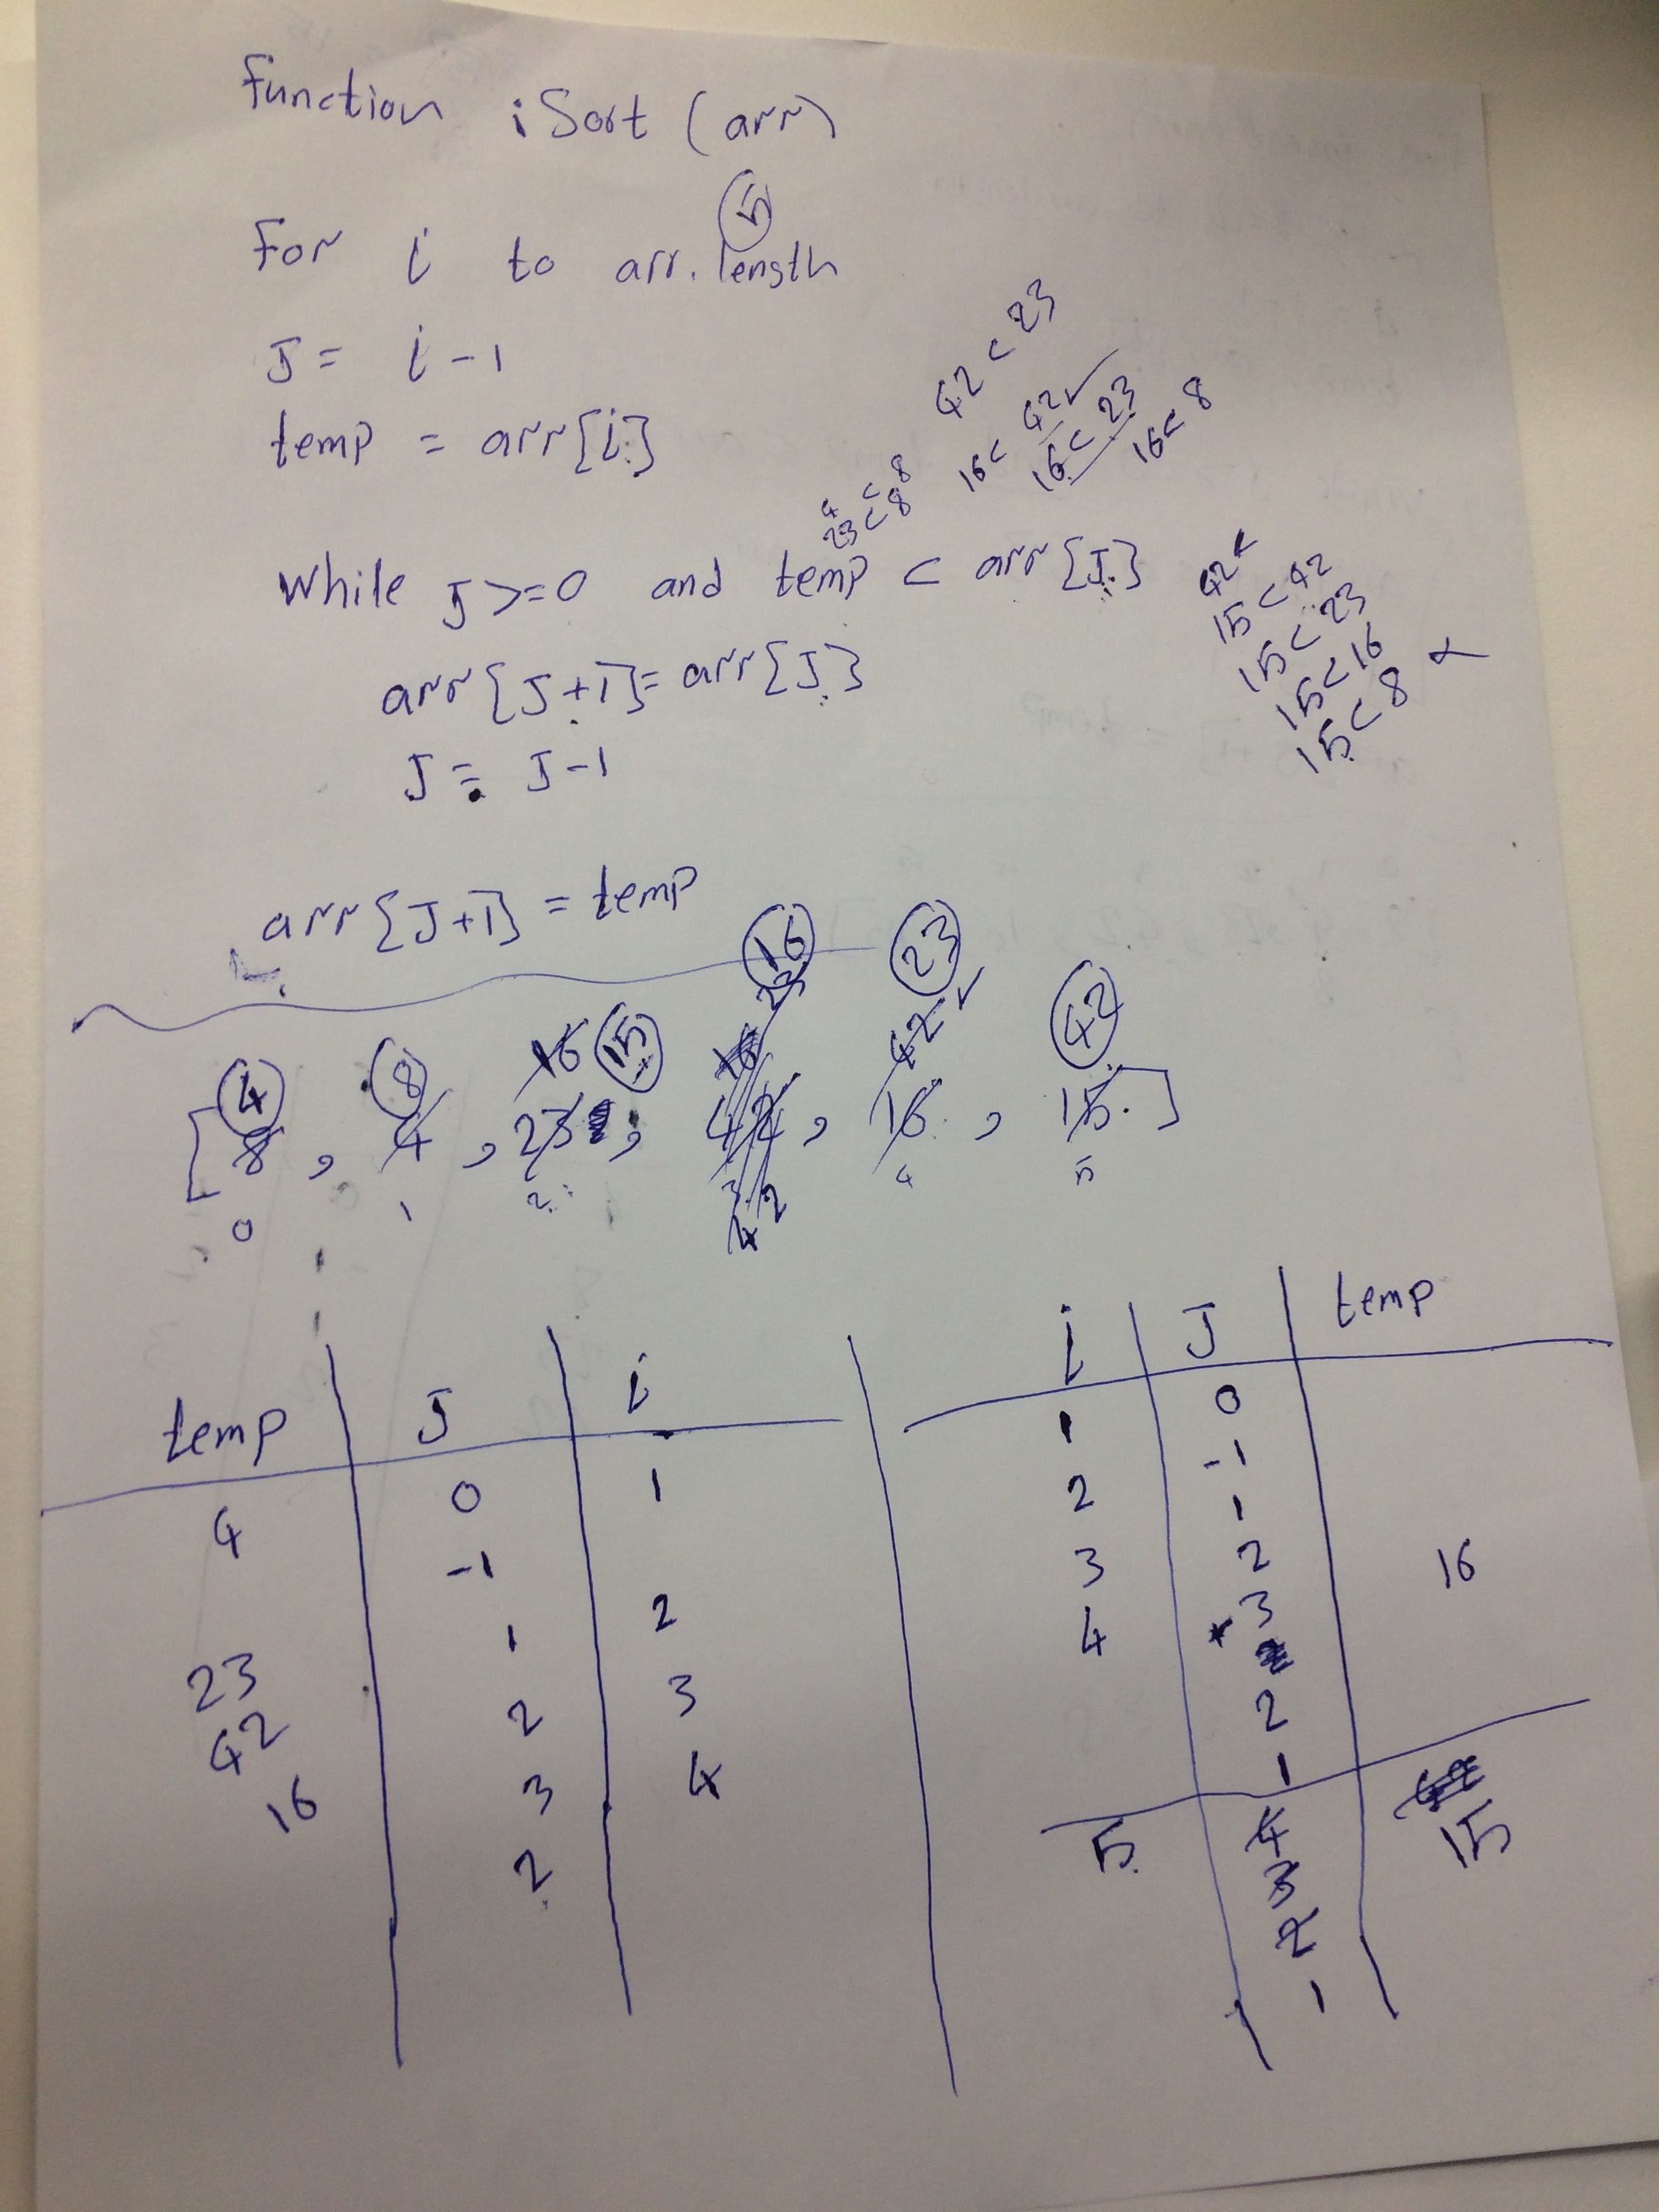 Function iSort (arr)
5
For i to arr.length
J = i - 1
temp = arr[i]
42 < 23
16 < 42 ✓
16 < 23
16 < 8
4 < 8
23 < 8
While J >= 0 and temp < arr[J]
42 <
15 < 42
15 < 23
15 < 16
15 < 8
arr[J+1] = arr[J]
J = J - 1
arr[J+1] = temp
16 23
4 8 16 15 23 42 ✓ 42
[8, 4, 23, 42, 16, 15]
0 1 2 3 4 5
42
temp J i
4 0 1
-1
1 2
23 2 3
42 3 4
16 2
i J temp
1 0
-1
2 1
3 2 16
4 3
2
1
5 4 15
3
2
1